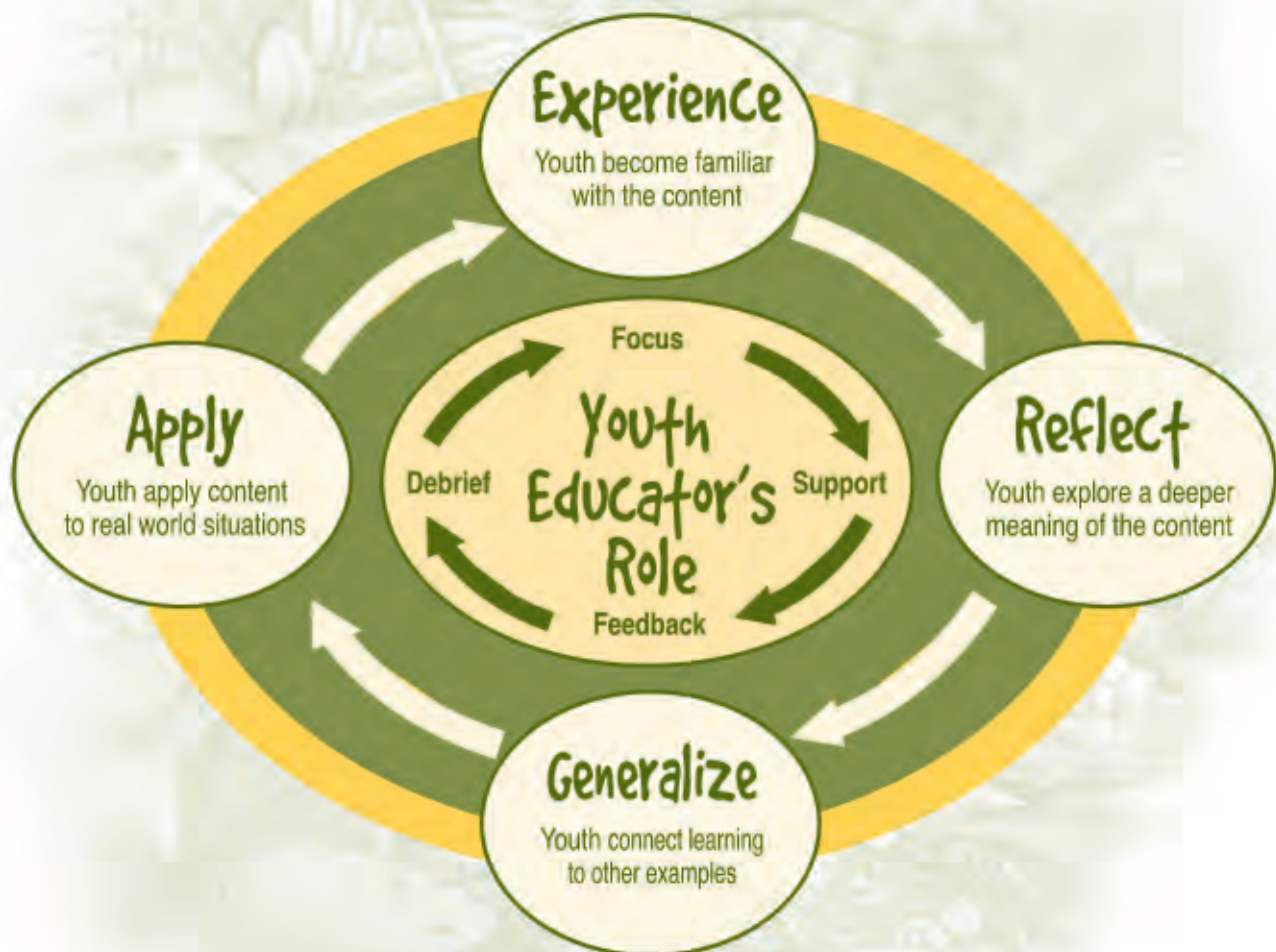 Experience
Youth become familiar
with the content
Reflect
Youth explore a deeper
meaning of the content
Generalize
Youth connect learning
to other examples
Apply
Youth apply content
to real world situations
Youth
Educator's
Role
Focus
Support
Feedback
Debrief